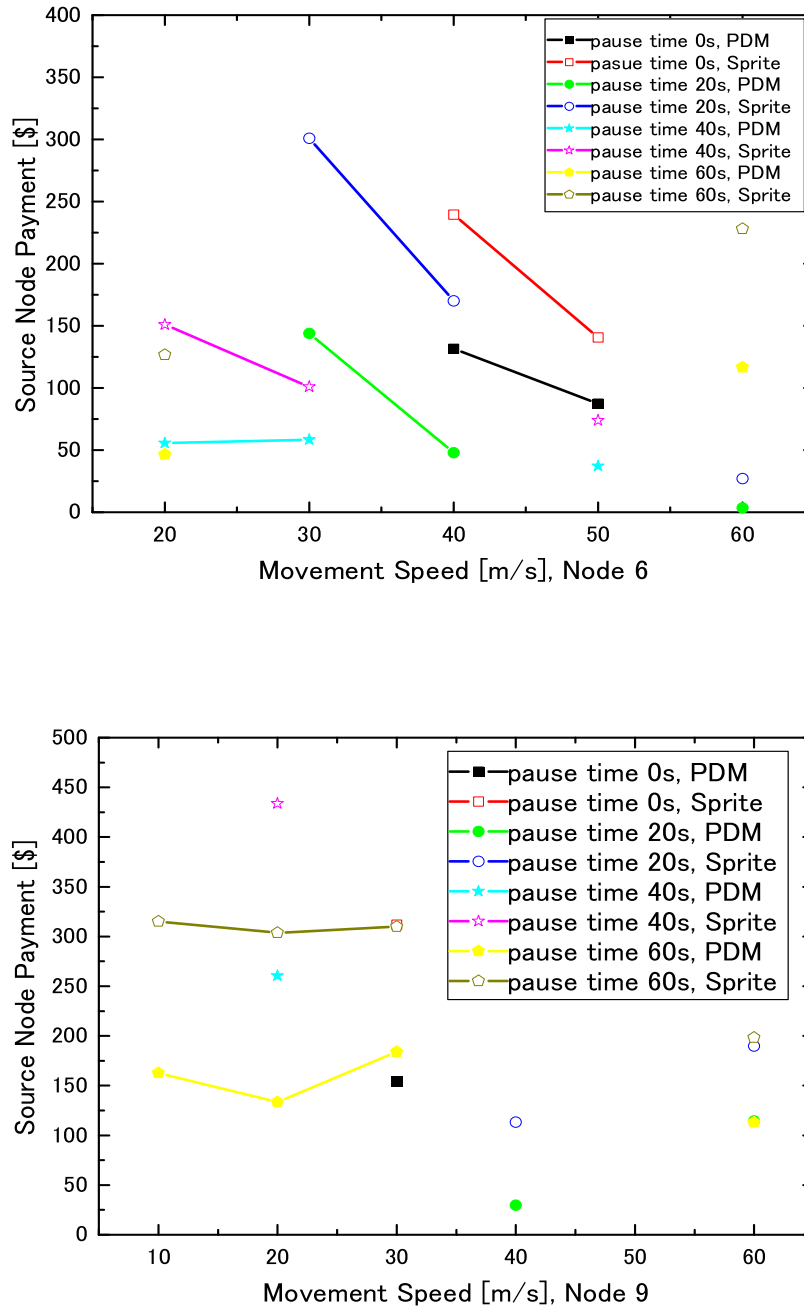 400
350
300
250
200
150
100
50
0
Source Node Payment [$]
pause time 0s, PDM
pasue time 0s, Sprite
pause time 20s, PDM
pause time 20s, Sprite
pause time 40s, PDM
pause time 40s, Sprite
pause time 60s, PDM
pause time 60s, Sprite
20 30 40 50 60
Movement Speed [m/s], Node 6
500
450
400
350
300
250
200
150
100
50
0
Source Node Payment [$]
pause time 0s, PDM
pause time 0s, Sprite
pause time 20s, PDM
pause time 20s, Sprite
pause time 40s, PDM
pause time 40s, Sprite
pause time 60s, PDM
pause time 60s, Sprite
10 20 30 40 50 60
Movement Speed [m/s], Node 9